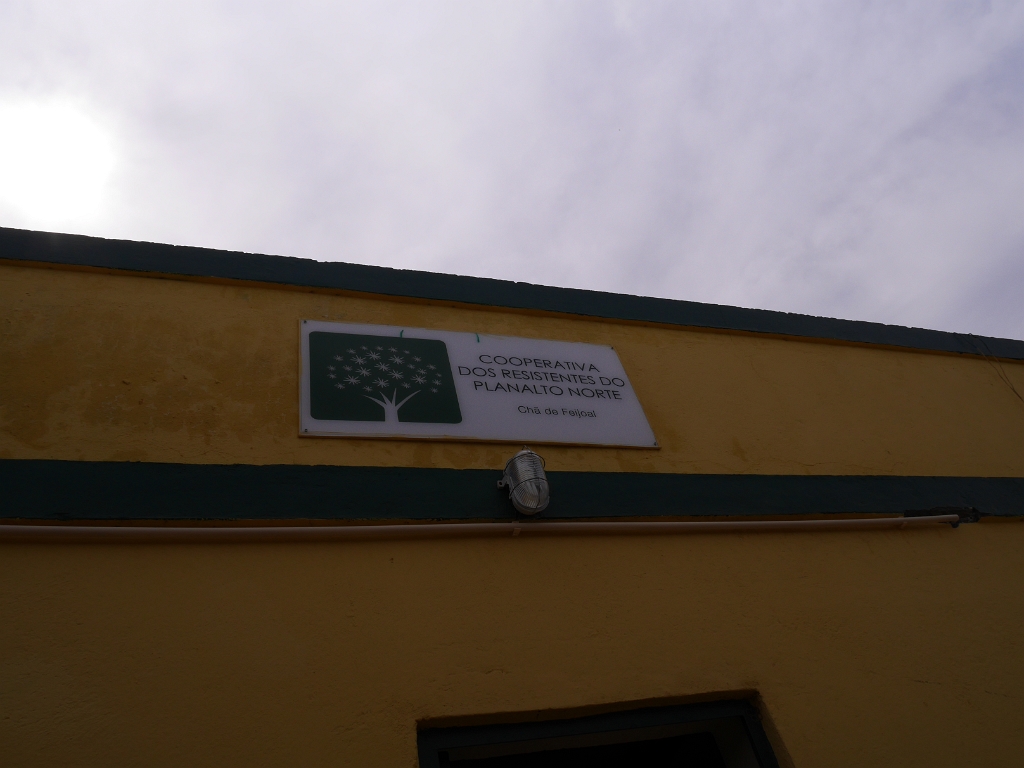 COOPERATIVA
DOS RESISTENTES DO
PLANALTO NORTE
Chã de Feijoal